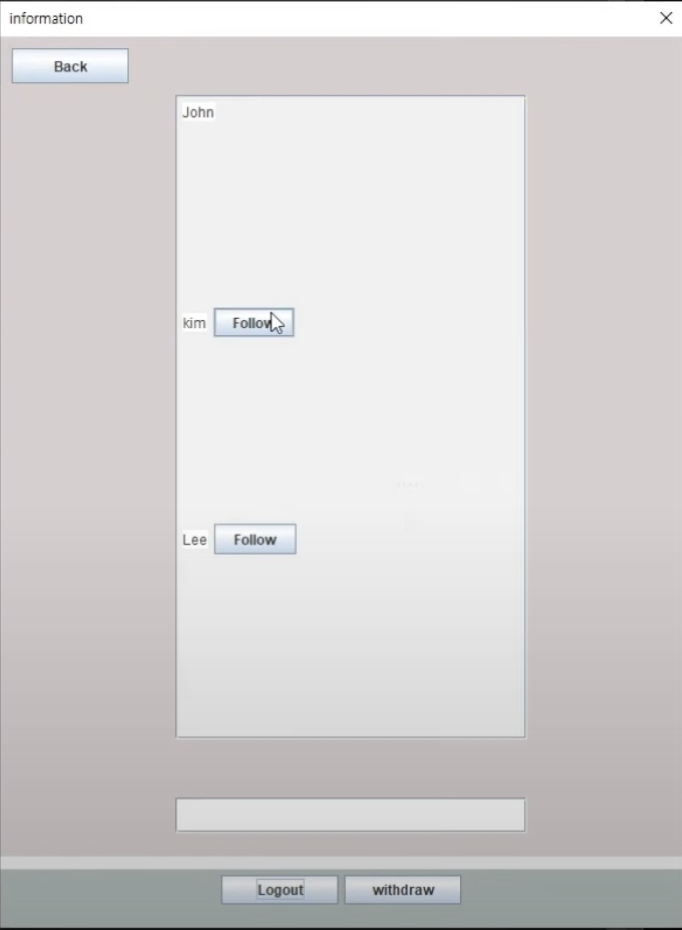 information
Back
John
kim Follow
Lee Follow
Logout withdraw